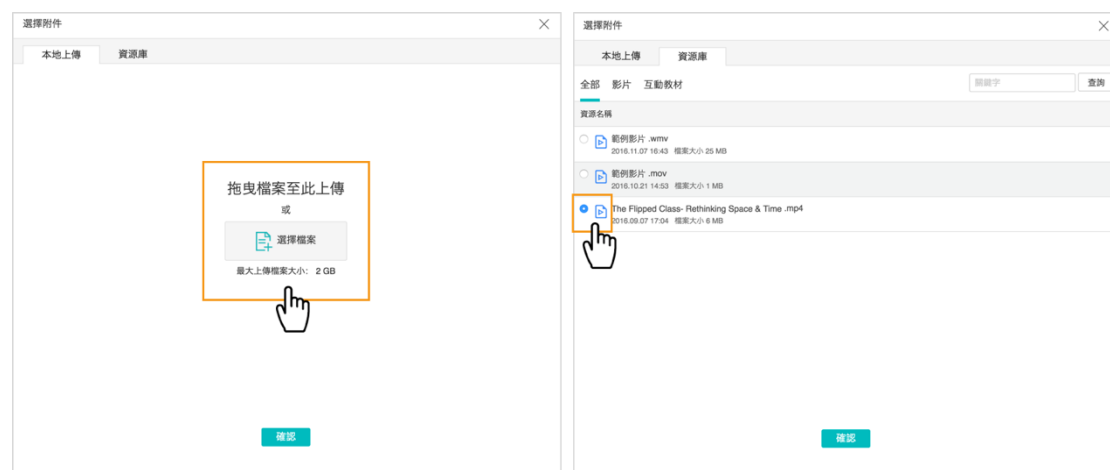 選擇附件
本地上傳 資源庫
拖曳檔案至此上傳
或
選擇檔案
最大上傳檔案大小: 2 GB
確認
選擇附件
本地上傳 資源庫
全部 影片 互動教材 關鍵字 查詢
資源名稱
範例影片 .wmv
2016.11.07 16:43 檔案大小 25 MB
範例影片 .mov
2016.10.21 14:53 檔案大小 1 MB
The Flipped Class- Rethinking Space & Time .mp4
2016.09.07 17:04 檔案大小 6 MB
確認